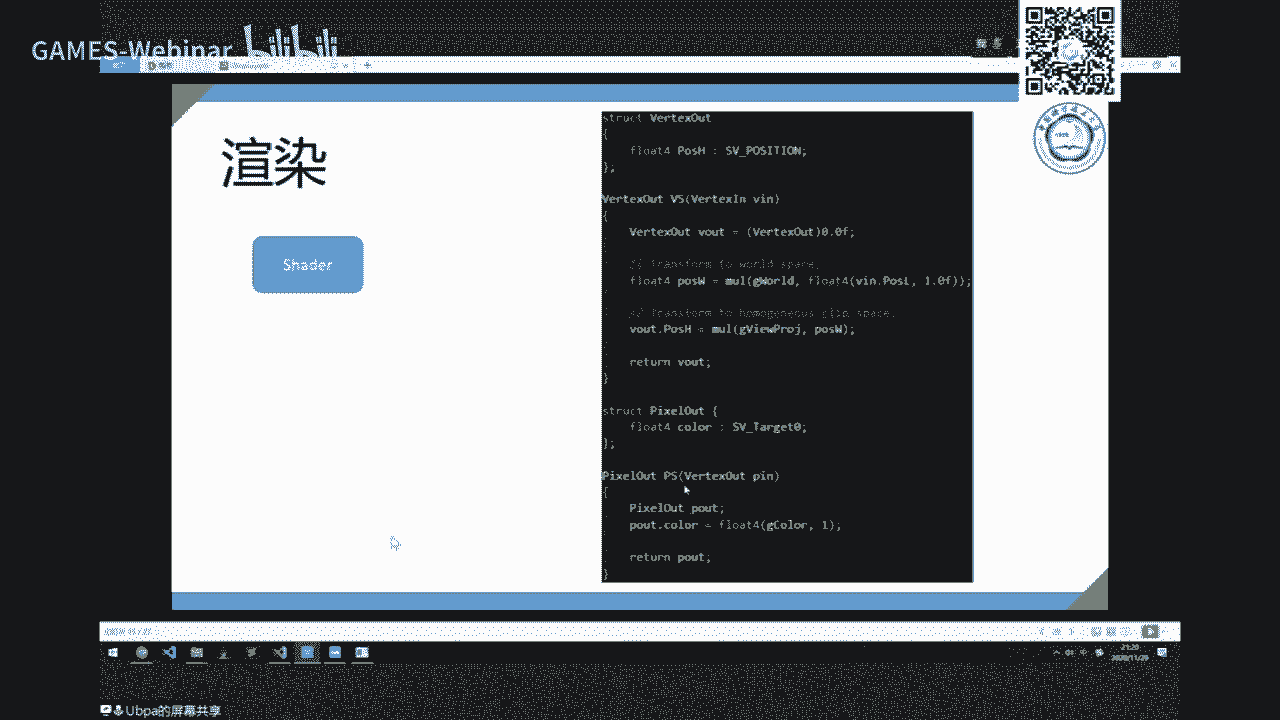 GAMES-Webinar bilibili
渲染
Shader
struct VertexOut
{
float4 PosH : SV_POSITION;
};
VertexOut VS(VertexIn vin)
{
VertexOut vout = (VertexOut)0.0f;
// Transform to world space.
float4 posW = mul(gWorld, float4(vin.PosL, 1.0f));
// Transform to homogeneous clip space.
vout.PosH = mul(gViewProj, posW);
return vout;
}
struct PixelOut {
float4 color : SV_Target0;
};
PixelOut PS(VertexOut pin)
{
PixelOut pout;
pout.color = float4(gColor, 1);
return pout;
}
21:20
Ubpa的屏幕共享